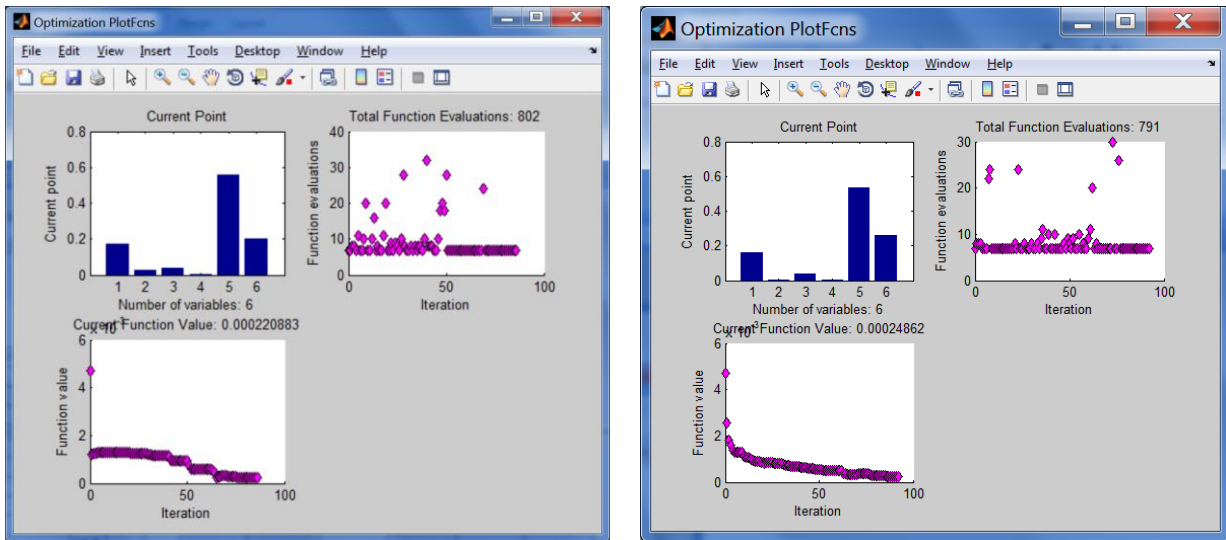 Optimization PlotFcns
File Edit View Insert Tools Desktop Window Help
Current Point
Current point
0.8
0.6
0.4
0.2
0
1 2 3 4 5 6
Number of variables: 6
Total Function Evaluations: 802
Function evaluations
40
30
20
10
0
0 50 100
Iteration
Current Function Value: 0.000220883
x 10^3
Function value
6
4
2
0
0 50 100
Iteration
Optimization PlotFcns
File Edit View Insert Tools Desktop Window Help
Current Point
Current point
0.8
0.6
0.4
0.2
0
1 2 3 4 5 6
Number of variables: 6
Total Function Evaluations: 791
Function evaluations
30
20
10
0
0 50 100
Iteration
Current Function Value: 0.00024862
x 10^3
Function value
6
4
2
0
0 50 100
Iteration